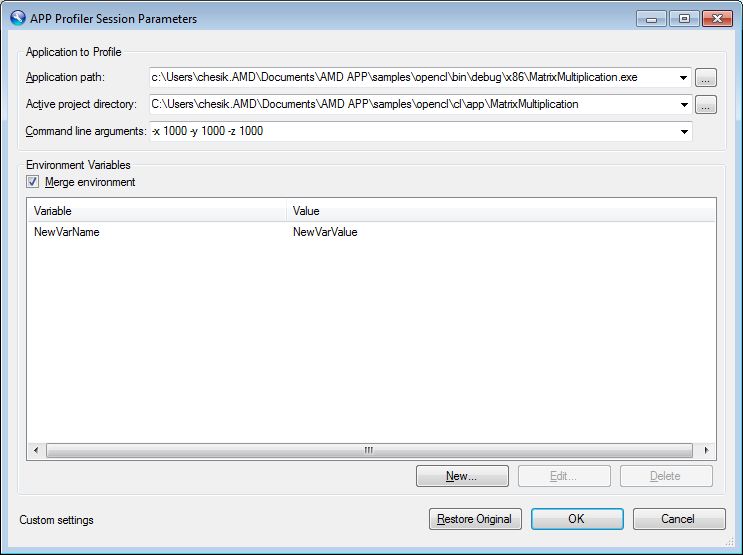 APP Profiler Session Parameters
Application to Profile
Application path: c:\Users\chesik.AMD\Documents\AMD APP\samples\opencl\bin\debug\x86\MatrixMultiplication.exe ...
Active project directory: C:\Users\chesik.AMD\Documents\AMD APP\samples\opencl\cl\app\MatrixMultiplication ...
Command line arguments: -x 1000 -y 1000 -z 1000
Environment Variables
Merge environment
Variable Value
NewVarName NewVarValue
New... Edit... Delete
Custom settings Restore Original OK Cancel